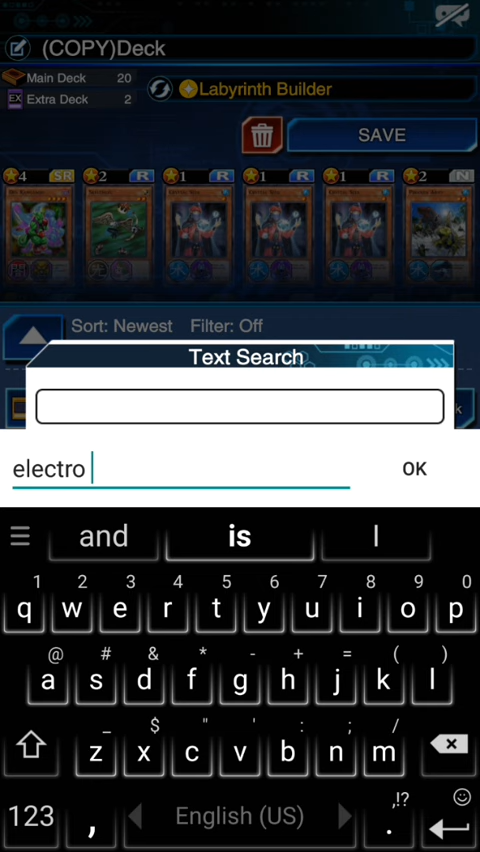 (COPY)Deck
Main Deck 20
EX Extra Deck 2
Labyrinth Builder
SAVE
4 SR 2 R 1 R 1 R 1 R 2 N
Sort: Newest Filter: Off
Text Search
electro OK
and is I
1 2 3 4 5 6 7 8 9 0
q w e r t y u i o p
@ # & * - + = ( )
a s d f g h j k l
_ $ " ' : ; /
z x c v b n m
123 , English (US) . ,!?